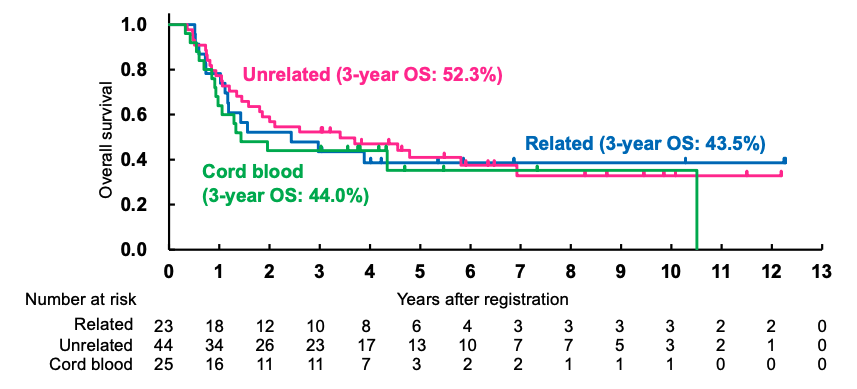 1.0
0.8
0.6
0.4
0.2
0.0
Overall survival
Unrelated (3-year OS: 52.3%)
Related (3-year OS: 43.5%)
Cord blood
(3-year OS: 44.0%)
0 1 2 3 4 5 6 7 8 9 10 11 12 13
Number at risk Years after registration
Related 23 18 12 10 8 6 4 3 3 3 3 2 2 0
Unrelated 44 34 26 23 17 13 10 7 7 5 3 2 1 0
Cord blood 25 16 11 11 7 3 2 2 1 1 1 0 0 0